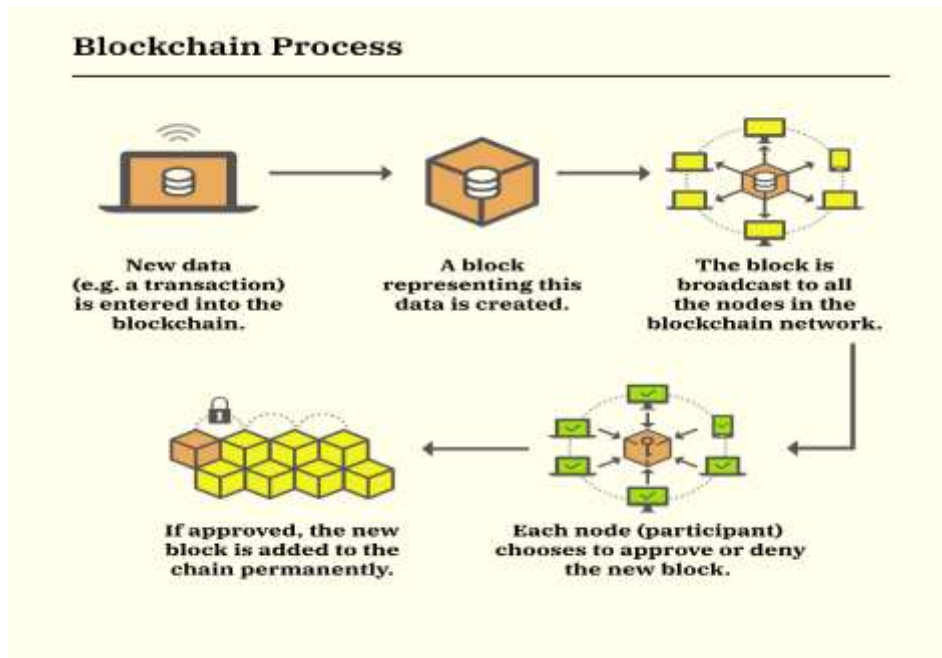 Blockchain Process
New data
(e.g. a transaction)
is entered into the
blockchain.
A block
representing this
data is created.
The block is
broadcast to all
the nodes in the
blockchain network.
If approved, the new
block is added to the
chain permanently.
Each node (participant)
chooses to approve or deny
the new block.